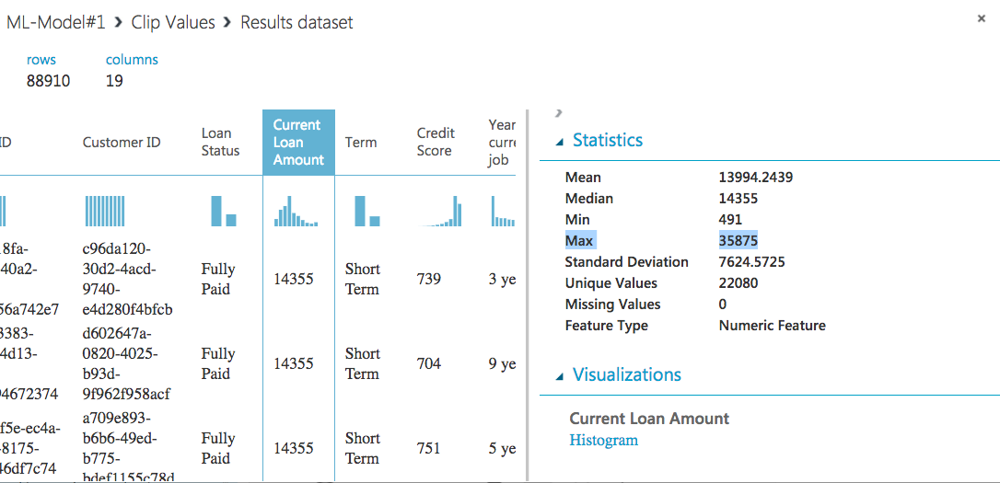 ML-Model#1 > Clip Values > Results dataset
×
rows columns
88910 19
ID Customer ID Loan Status Current Loan Amount Term Credit Score Year curre job
18fa-
40a2-
56a742e7
c96da120-
30d2-4acd-
9740-
e4d280f4bfcb
Fully
Paid
14355
Short
Term
739
3 ye
3383-
4d13-
94672374
d602647a-
0820-4025-
b93d-
9f962f958acf
Fully
Paid
14355
Short
Term
704
9 ye
f5e-ec4a-
-8175-
46df7c74
a709e893-
b6b6-49ed-
b775-
bdef1155c78d
Fully
Paid
14355
Short
Term
751
5 ye
Statistics
Mean 13994.2439
Median 14355
Min 491
Max 35875
Standard Deviation 7624.5725
Unique Values 22080
Missing Values 0
Feature Type Numeric Feature
Visualizations
Current Loan Amount
Histogram